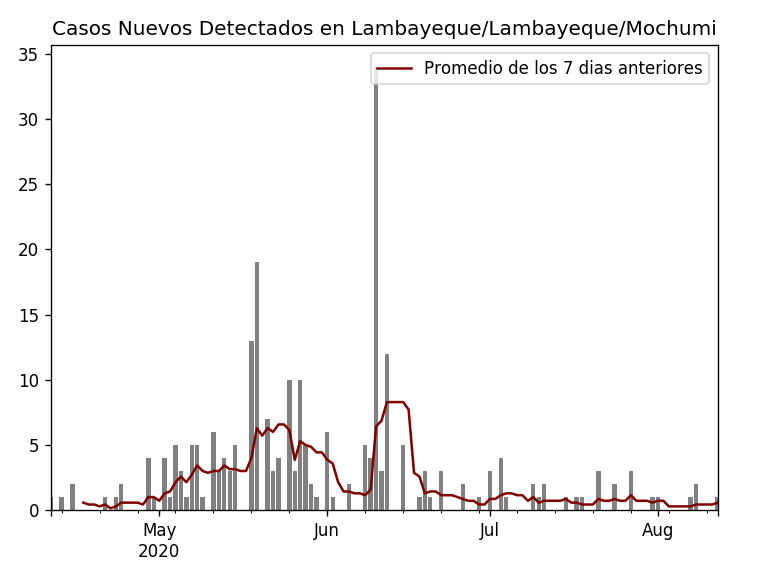 Casos Nuevos Detectados en Lambayeque/Lambayeque/Mochumi
Promedio de los 7 dias anteriores
35
30
25
20
15
10
5
0
May
2020
Jun
Jul
Aug